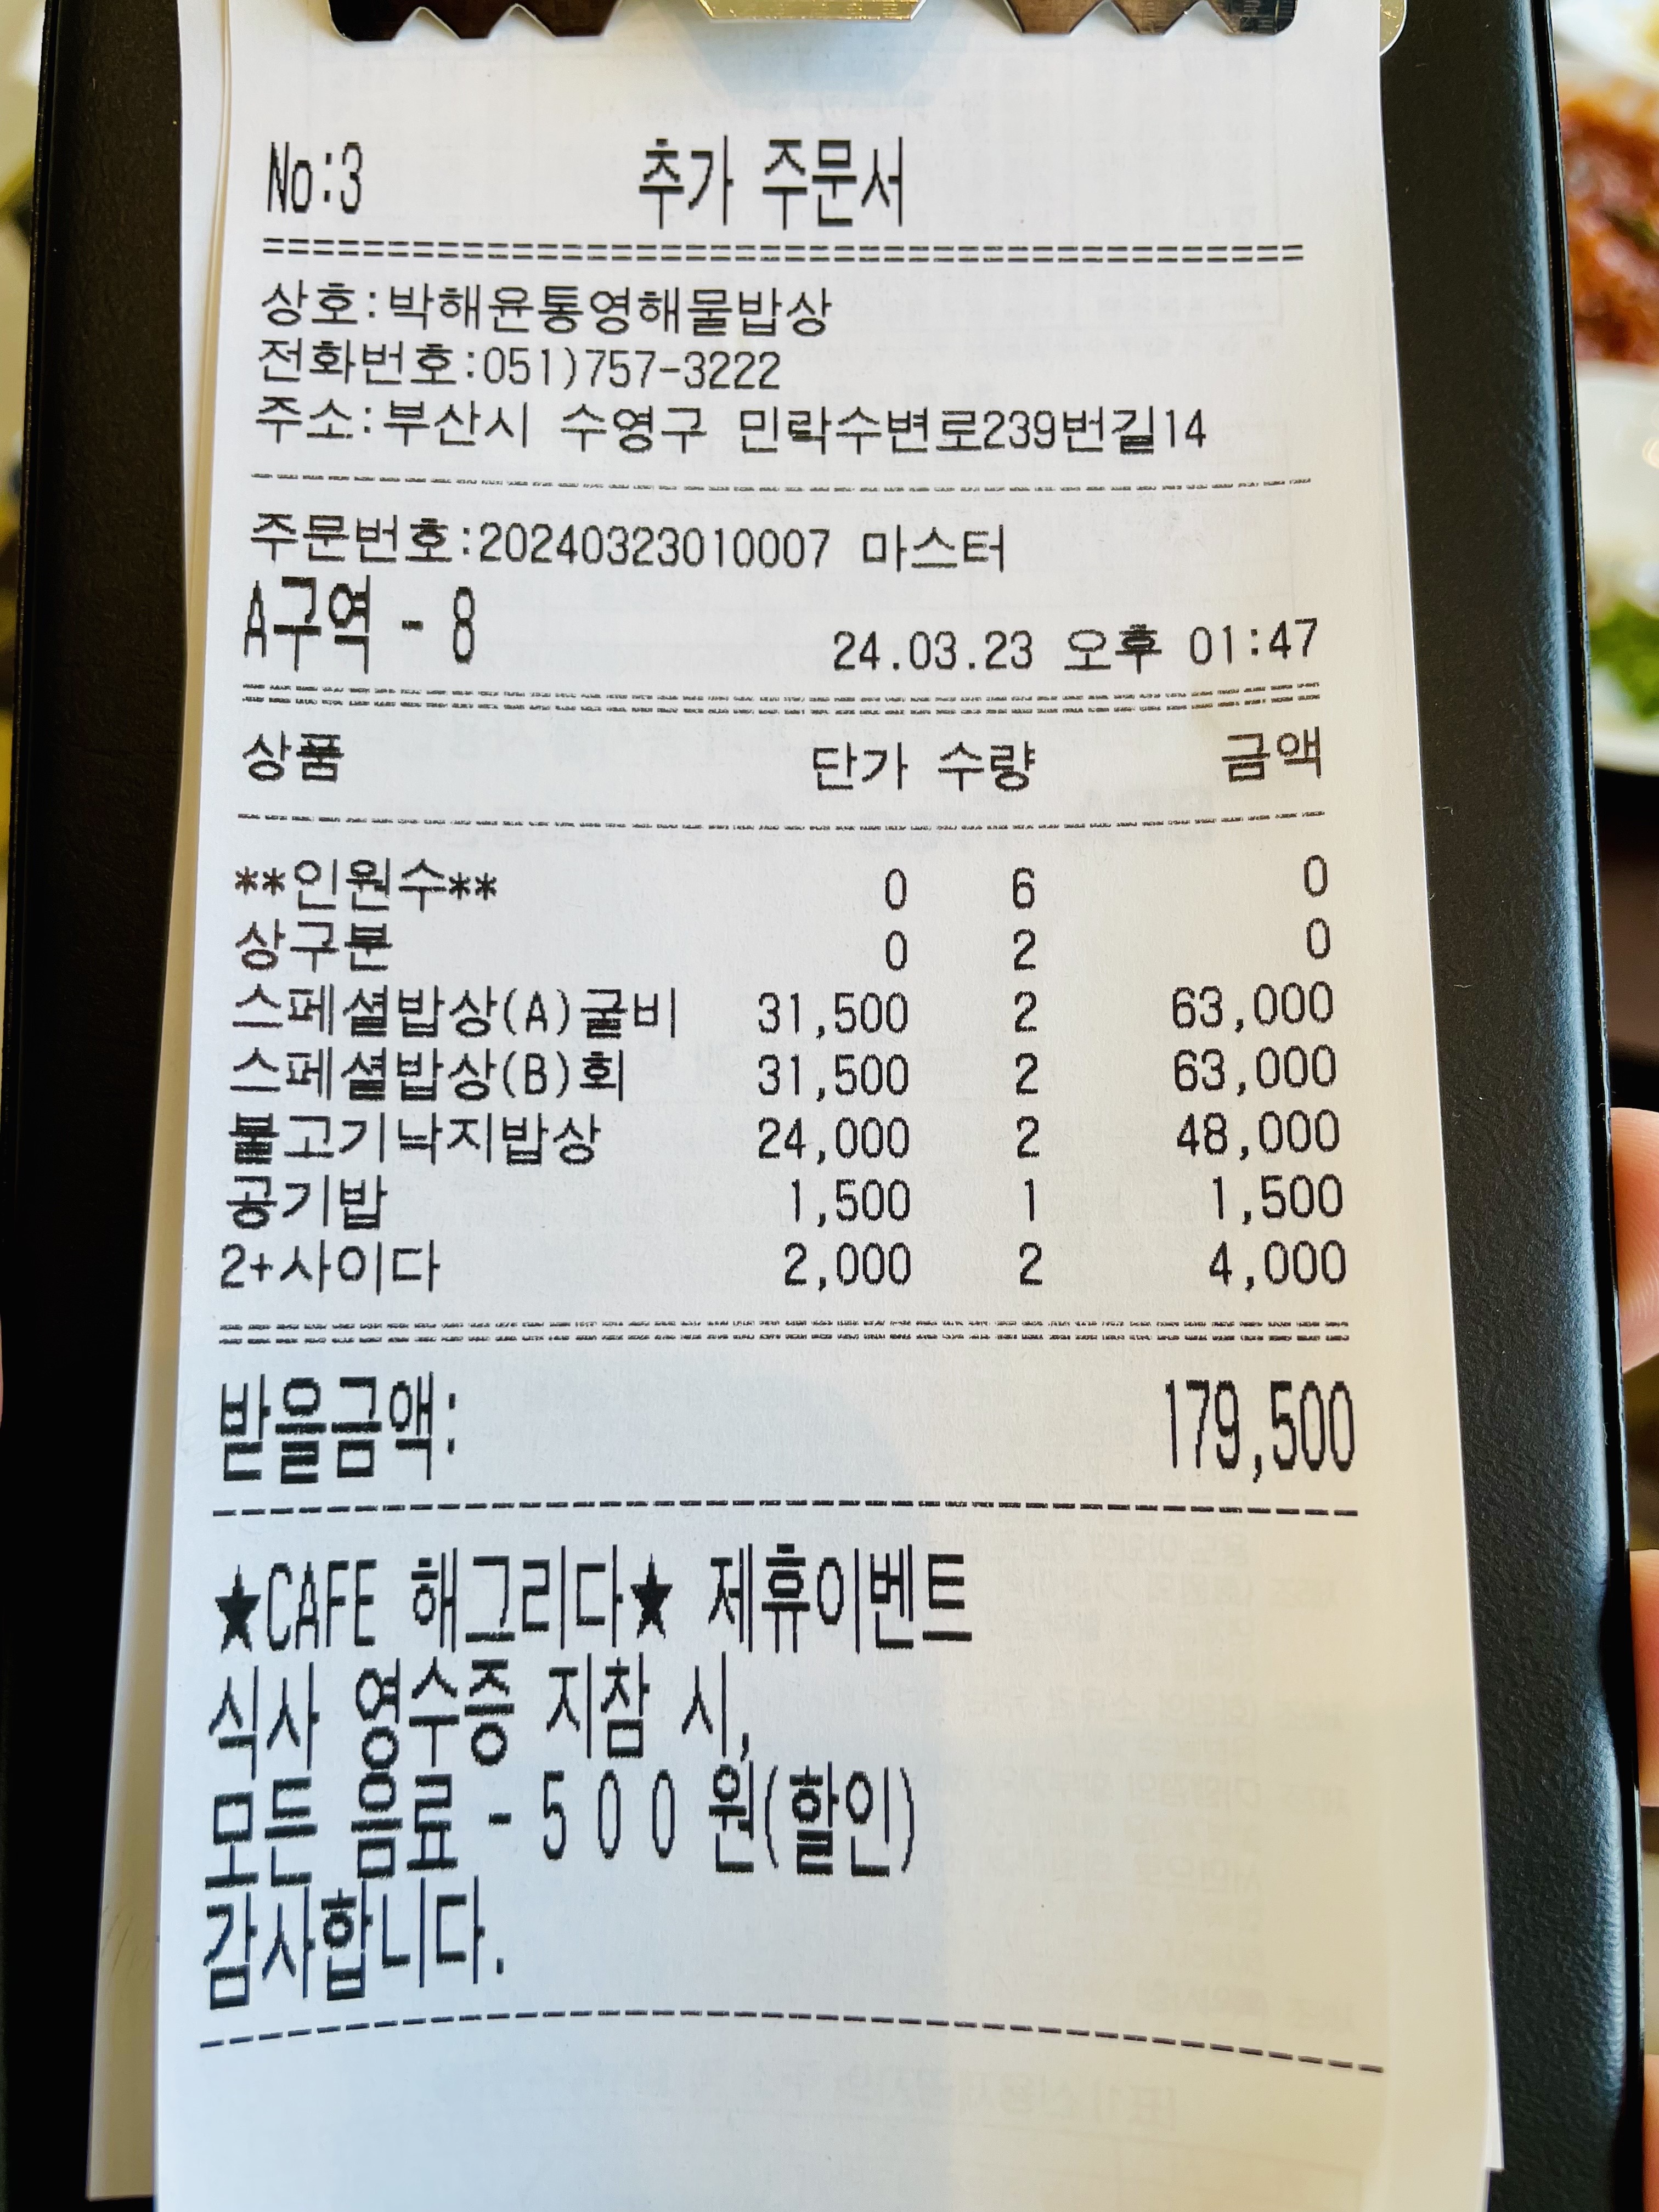 No:3 추가 주문서
상호:박해윤통영해물밥상
전화번호:051)757-3222
주소:부산시 수영구 민락수변로239번길14
주문번호:20240323010007 마스터
A구역 - 8 24.03.23 오후 01:47
상품 단가 수량 금액
**인원수** 0 6 0
상구분 0 2 0
스페셜밥상(A)굴비 31,500 2 63,000
스페셜밥상(B)회 31,500 2 63,000
불고기낙지밥상 24,000 2 48,000
공기밥 1,500 1 1,500
2+사이다 2,000 2 4,000
받을금액: 179,500
★CAFE 해그리다★ 제휴이벤트
식사 영수증 지참 시,
모든 음료 - 5 0 0 원(할인)
감사합니다.